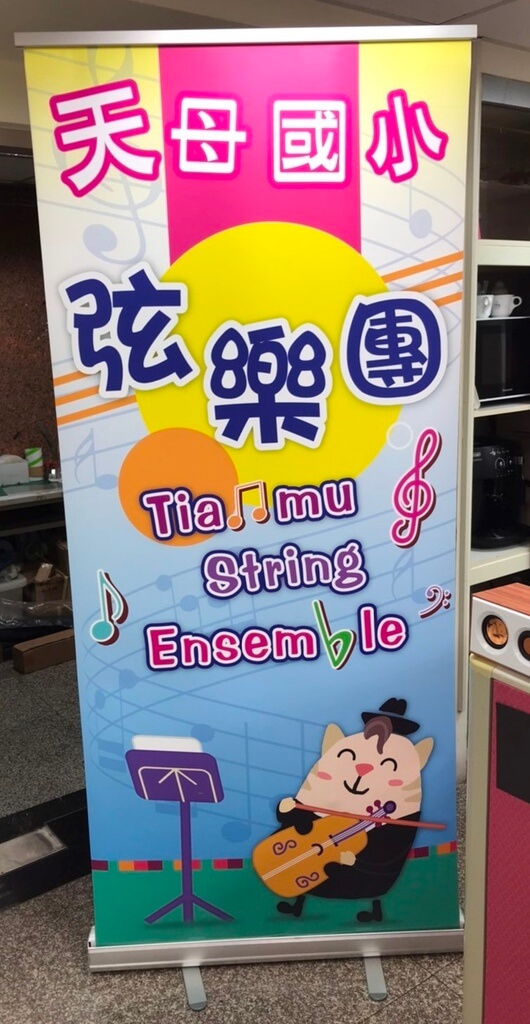 天母國小
弦樂團
Tia♫mu
String
Ensem♭le